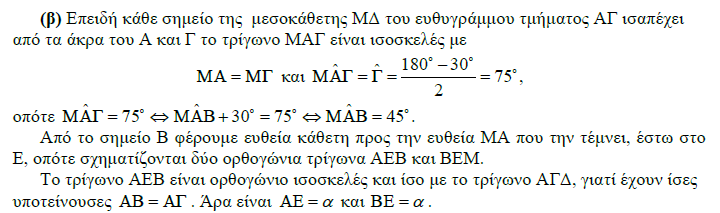 (β) Επειδή κάθε σημείο της μεσοκάθετης ΜΔ του ευθυγράμμου τμήματος ΑΓ ισαπέχει
από τα άκρα του Α και Γ το τρίγωνο ΜΑΓ είναι ισοσκελές με
ΜΑ = ΜΓ και ΜÂΓ = Γ̂ = (180° − 30°)/2 = 75°,
οπότε ΜÂΓ = 75° ⇔ ΜÂΒ + 30° = 75° ⇔ ΜÂΒ = 45°.
Από το σημείο Β φέρουμε ευθεία κάθετη προς την ευθεία ΜΑ που την τέμνει, έστω στο
Ε, οπότε σχηματίζονται δύο ορθογώνια τρίγωνα ΑΕΒ και ΒΕΜ.
Το τρίγωνο ΑΕΒ είναι ορθογώνιο ισοσκελές και ίσο με το τρίγωνο ΑΓΔ, γιατί έχουν ίσες
υποτείνουσες ΑΒ = ΑΓ. Άρα είναι ΑΕ = α και ΒΕ = α.